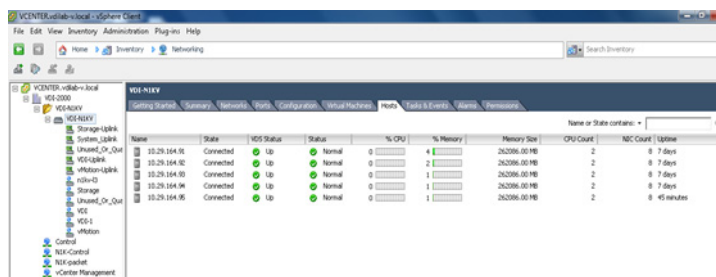 VCENTER.vdilab-v.local - vSphere Client
File Edit View Inventory Administration Plug-ins Help
Home Inventory Networking Search Inventory
VCENTER.vdilab-v.local
VDI-2000
VDI-N1KV
VDI-N1KV
Storage-Uplink
System_Uplink
Unused_Or_Qua
VDI-Uplink
vMotion-Uplink
n1kv-l3
Storage
Unused_Or_Qua
VDI
VDI-1
vMotion
Control
N1K-Control
N1K-packet
vCenter Management
VDI-N1KV
Getting Started Summary Networks Ports Configuration Virtual Machines Hosts Tasks & Events Alarms Permissions
Name or State contains:
Name State VDS Status Status % CPU % Memory Memory Size CPU Count NIC Count Uptime
10.29.164.91 Connected Up Normal 0 4 262086.00 MB 2 8 7 days
10.29.164.92 Connected Up Normal 0 2 262086.00 MB 2 8 7 days
10.29.164.93 Connected Up Normal 0 1 262086.00 MB 2 8 7 days
10.29.164.94 Connected Up Normal 0 1 262086.00 MB 2 8 7 days
10.29.164.95 Connected Up Normal 0 1 262086.00 MB 2 8 45 minutes